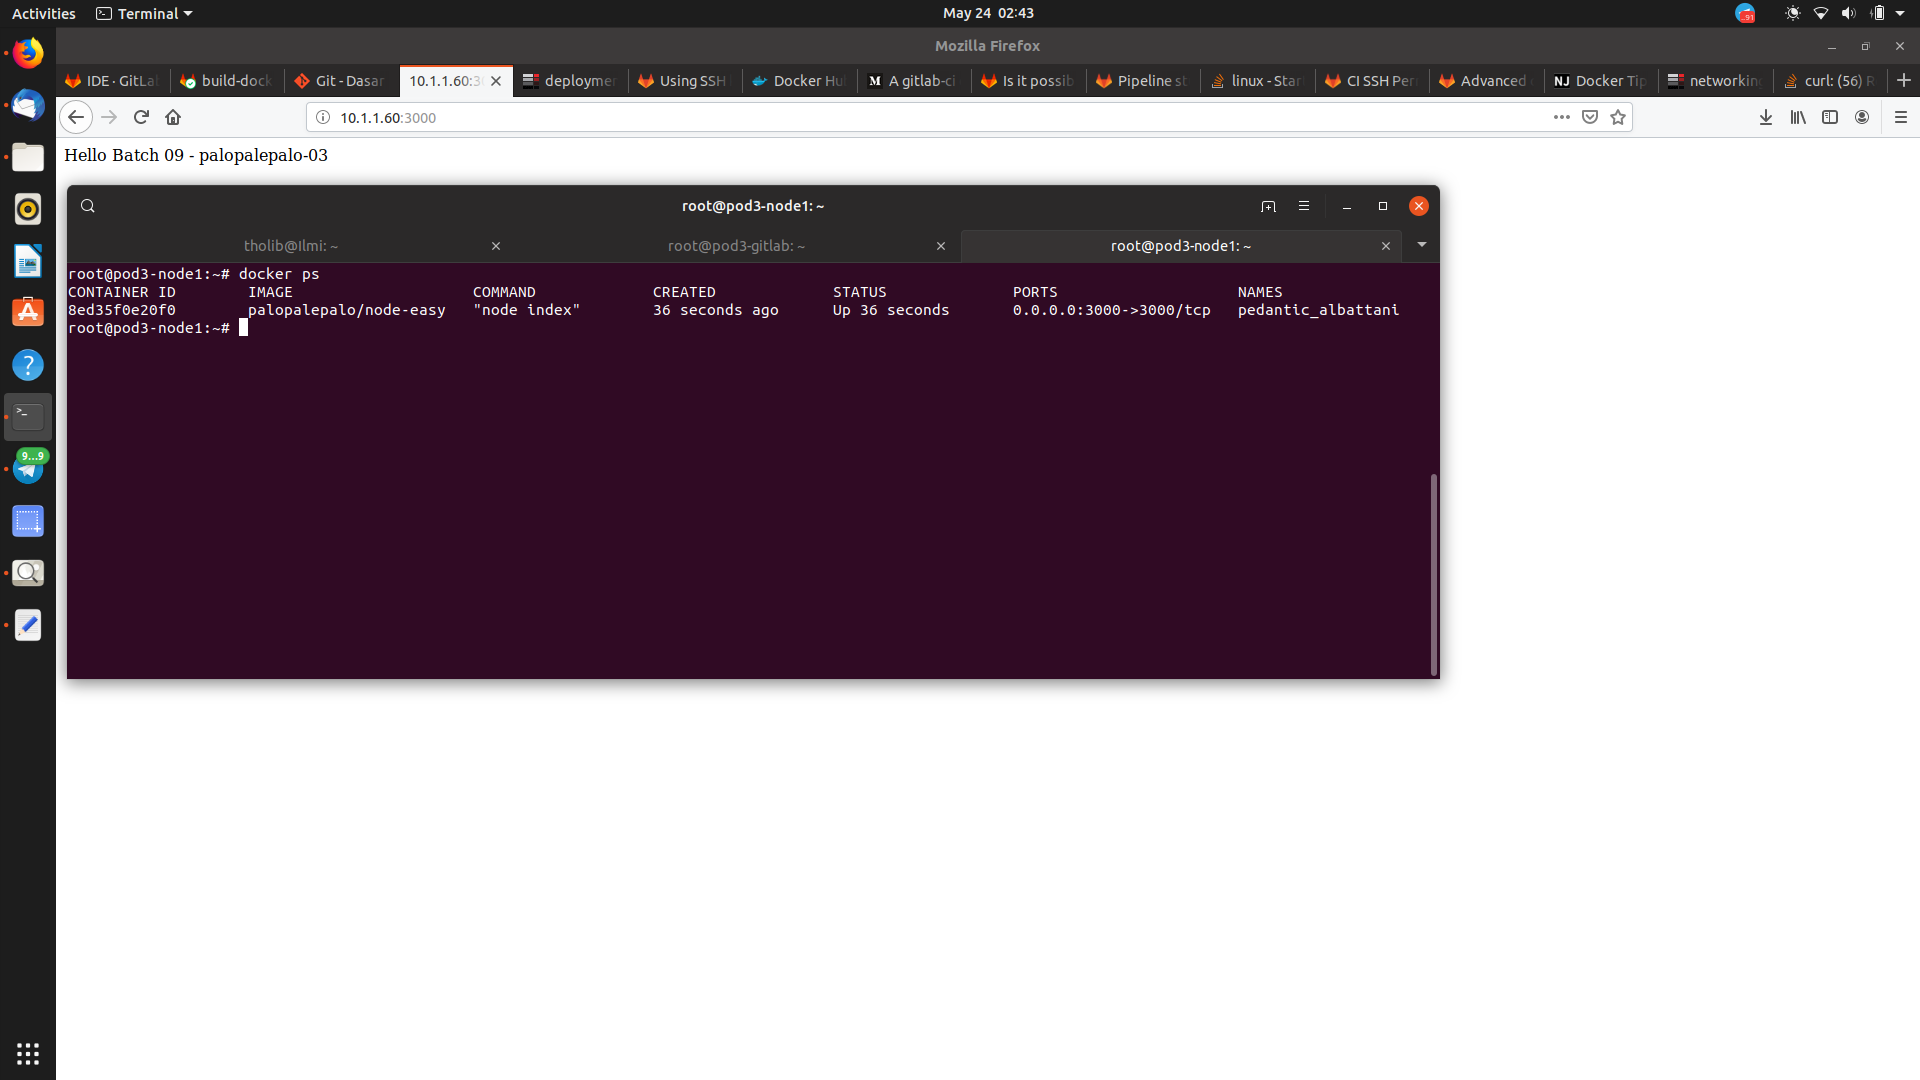 Activities Terminal May 24 02:43
Mozilla Firefox
IDE · GitLa build-dock Git - Dasar 10.1.1.60:30 deploymen Using SSH Docker Hu A gitlab-ci Is it possib Pipeline st linux - Star CI SSH Per Advanced Docker Tip networking curl: (56) R
10.1.1.60:3000
Hello Batch 09 - palopalepalo-03
root@pod3-node1: ~
tholib@Ilmi: ~ root@pod3-gitlab: ~ root@pod3-node1: ~
root@pod3-node1:~# docker ps
CONTAINER ID IMAGE COMMAND CREATED STATUS PORTS NAMES
8ed35f0e20f0 palopalepalo/node-easy "node index" 36 seconds ago Up 36 seconds 0.0.0.0:3000->3000/tcp pedantic_albattani
root@pod3-node1:~#
9...9